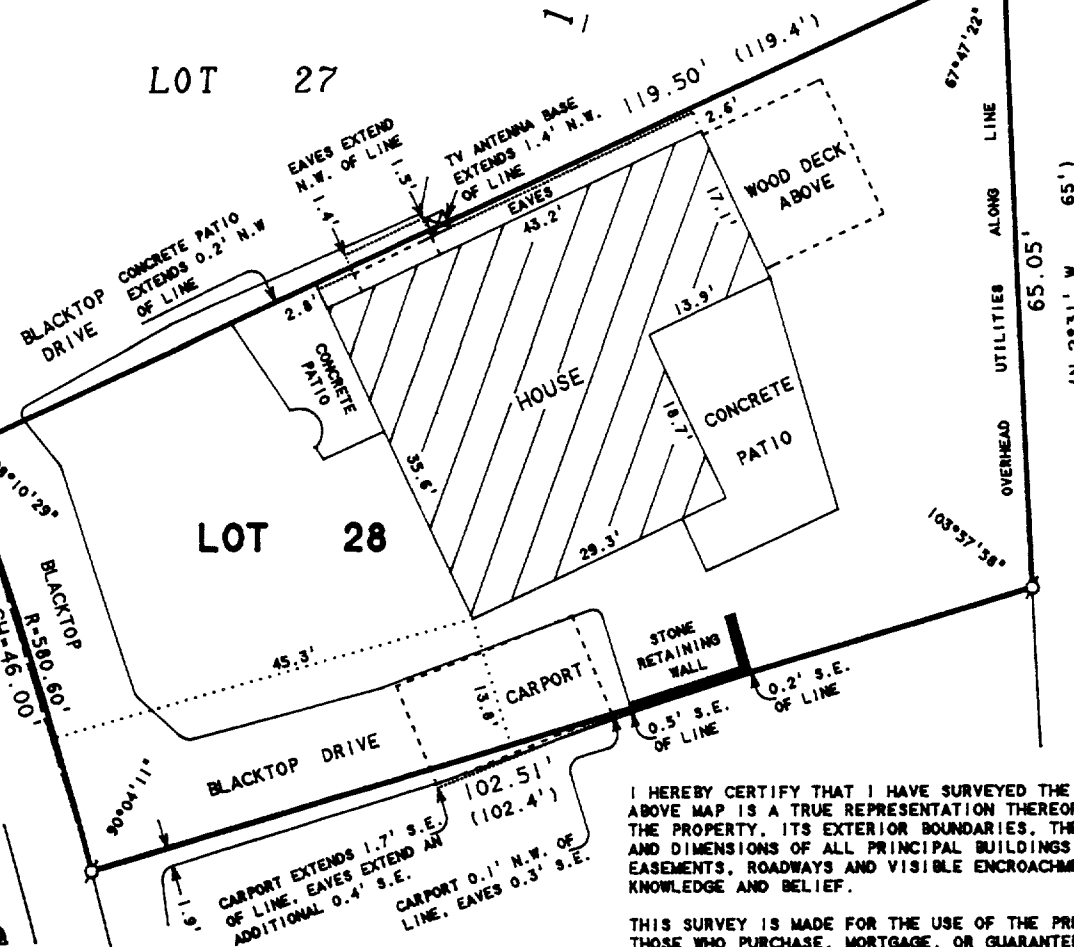 LOT 27
119.50' (119.4')
67°47'22"
EAVES EXTEND
N.W. OF LINE
1.4'
1.5'
TV ANTENNA BASE
EXTENDS 1.4' N.W.
OF LINE
2.6'
WOOD DECK
ABOVE
EAVES
43.2'
17.1'
BLACKTOP
DRIVE
CONCRETE PATIO
EXTENDS 0.2' N.W
OF LINE
2.8'
CONCRETE
PATIO
HOUSE
13.9'
18.7'
CONCRETE
PATIO
35.6'
29.3'
OVERHEAD UTILITIES ALONG LINE
65.05'
65')
8°10'29"
LOT 28
103°57'58"
BLACKTOP
R=580.60'
CH=46.00'
45.3'
13.8'
CARPORT
STONE
RETAINING
WALL
0.2' S.E.
OF LINE
0.5' S.E.
OF LINE
BLACKTOP DRIVE
90°04'11"
102.51'
(102.4')
1.9'
CARPORT EXTENDS 1.7' S.E.
OF LINE, EAVES EXTEND AN
ADDITIONAL 0.4' S.E.
CARPORT 0.1' N.W. OF
LINE, EAVES 0.3' S.E.
I HEREBY CERTIFY THAT I HAVE SURVEYED THE
ABOVE MAP IS A TRUE REPRESENTATION THEREOF
THE PROPERTY, ITS EXTERIOR BOUNDARIES, THE
AND DIMENSIONS OF ALL PRINCIPAL BUILDINGS
EASEMENTS, ROADWAYS AND VISIBLE ENCROACHME
KNOWLEDGE AND BELIEF.
THIS SURVEY IS MADE FOR THE USE OF THE PRE
THOSE WHO PURCHASE, MORTGAGE, OR GUARANTEE